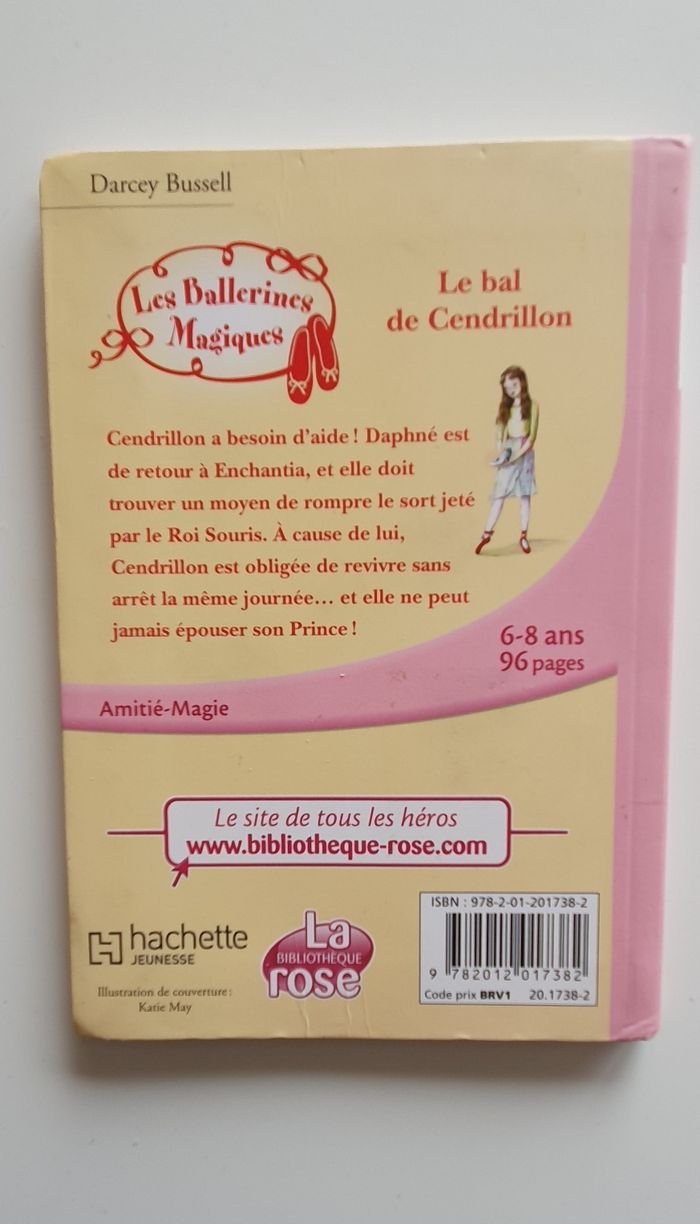 Darcey Bussell
Les Ballerines
Magiques
Le bal
de Cendrillon
Cendrillon a besoin d'aide ! Daphné est
de retour à Enchantia, et elle doit
trouver un moyen de rompre le sort jeté
par le Roi Souris. À cause de lui,
Cendrillon est obligée de revivre sans
arrêt la même journée... et elle ne peut
jamais épouser son Prince !
6-8 ans
96 pages
Amitié-Magie
Le site de tous les héros
www.bibliotheque-rose.com
hachette
JEUNESSE
Illustration de couverture :
Katie May
La
BIBLIOTHÈQUE
rose
ISBN : 978-2-01-201738-2
9 782012 017382
Code prix BRV1 20.1738-2